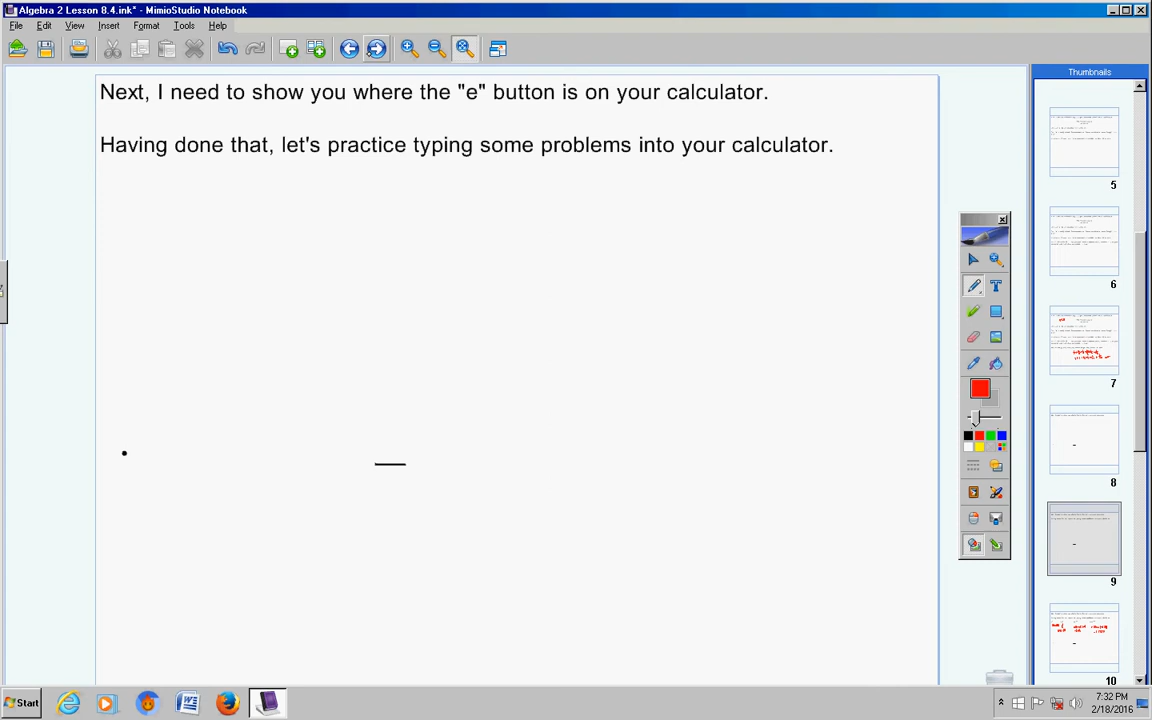 Algebra 2 Lesson 8.4.ink* - MimioStudio Notebook
File Edit View Insert Format Tools Help
Next, I need to show you where the "e" button is on your calculator.
Having done that, let's practice typing some problems into your calculator.
Thumbnails
5
6
7
8
9
10
Start
7:32 PM
2/18/2016